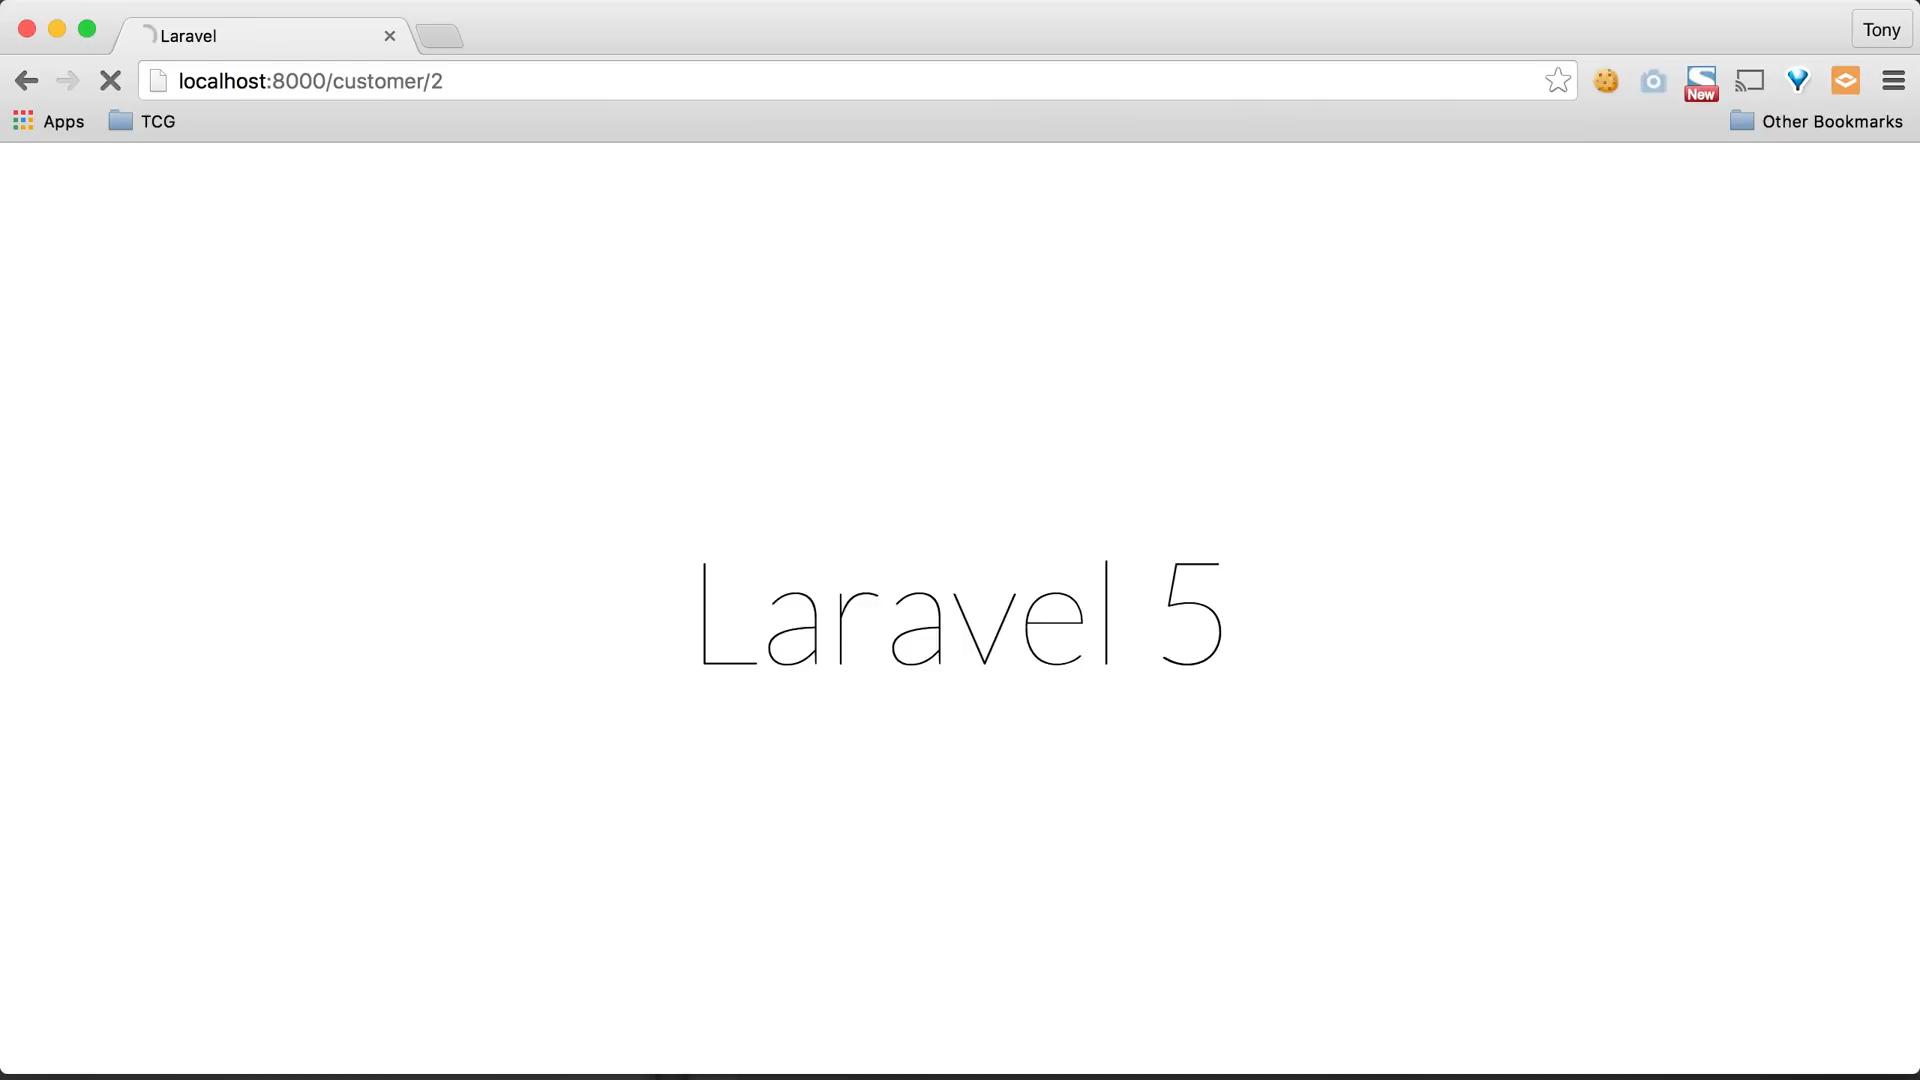 Laravel
Tony
localhost:8000/customer/2
New
Apps
TCG
Other Bookmarks
Laravel 5